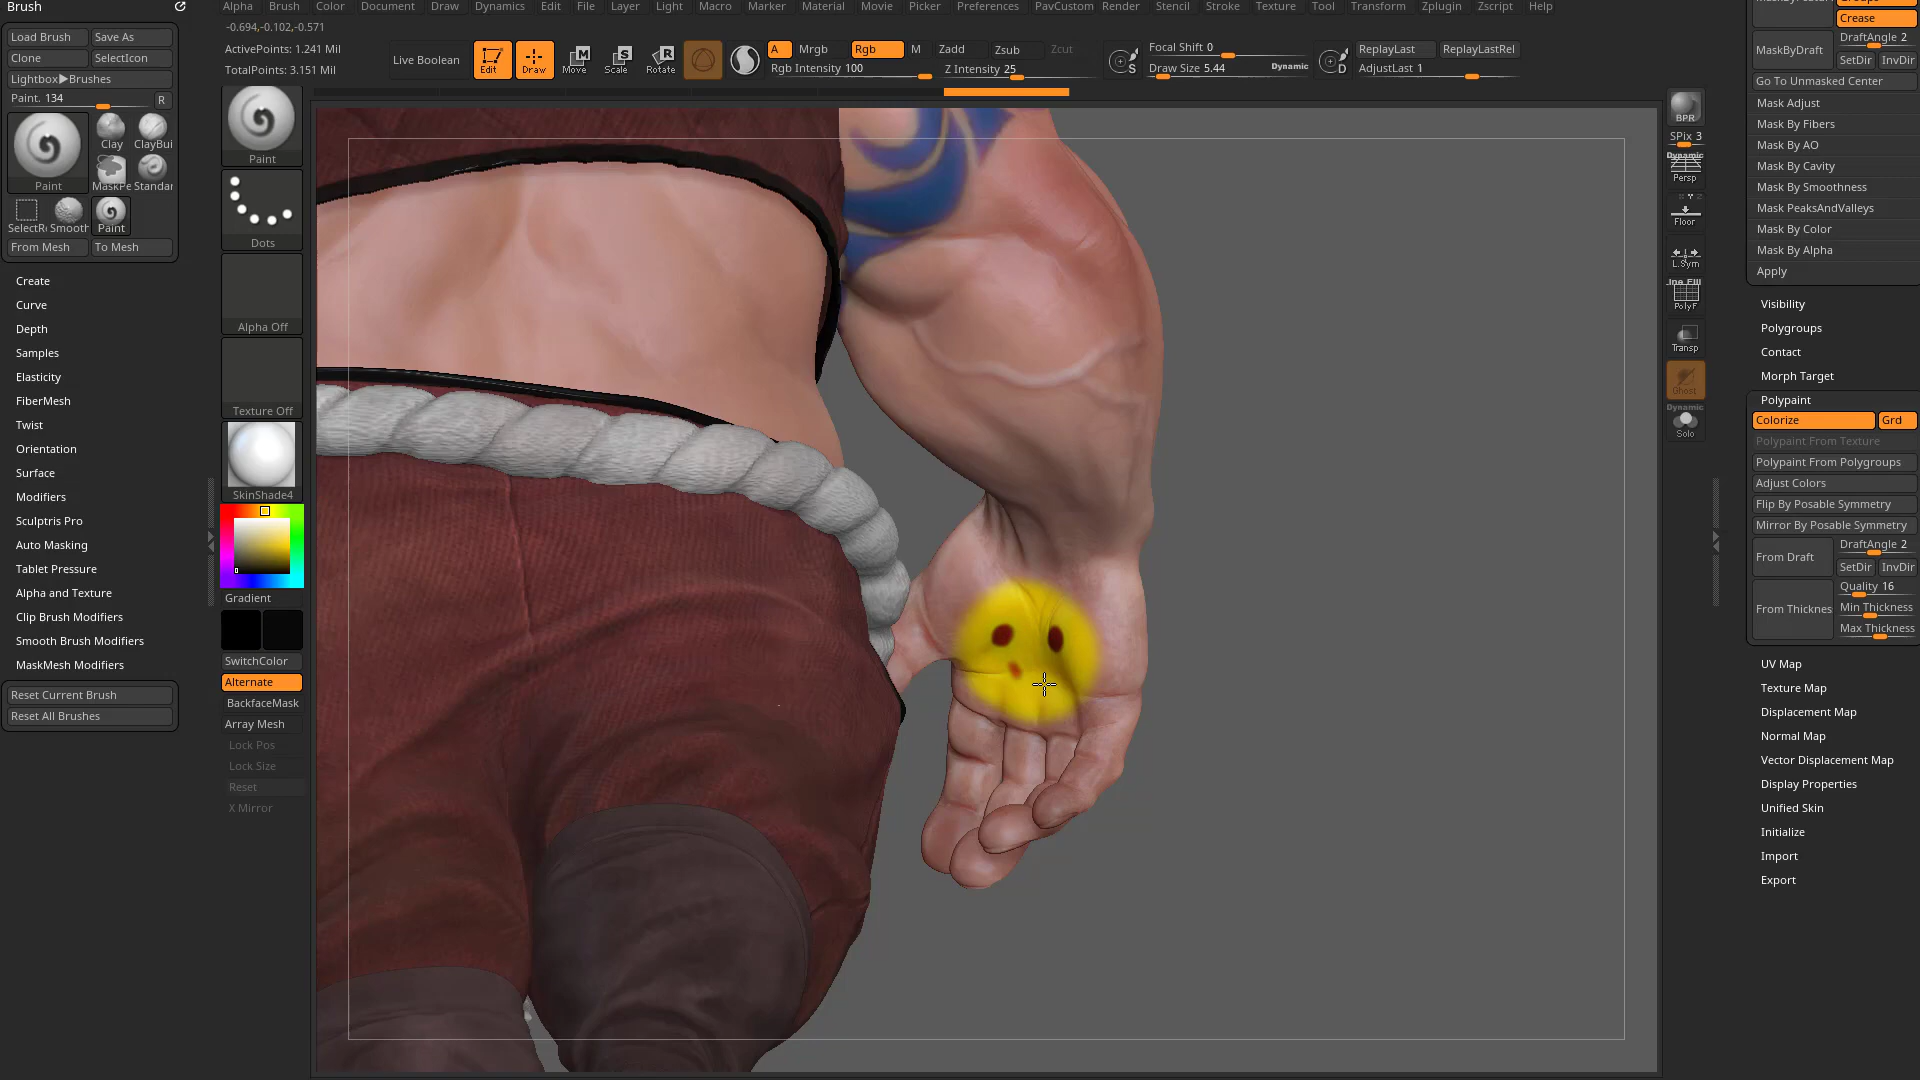 Brush
Alpha Brush Color Document Draw Dynamics Edit File Layer Light Macro Marker Material Movie Picker Preferences PavCustom Render Stencil Stroke Texture Tool Transform Zplugin Zscript Help
-0.694,-0.102,-0.571
Load Brush Save As
Clone SelectIcon
Lightbox▶Brushes
Paint. 134 R
ActivePoints: 1.241 Mil
TotalPoints: 3.151 Mil
Live Boolean
Edit Draw Move Scale Rotate
A Mrgb Rgb M Zadd Zsub Zcut
Rgb Intensity 100 Z Intensity 25
Focal Shift 0
Draw Size 5.44 Dynamic
S D
ReplayLast ReplayLastRel
AdjustLast 1
Clay ClayBui
Paint MaskPe Standar
SelectRe Smooth Paint
From Mesh To Mesh
Create
Curve
Depth
Samples
Elasticity
FiberMesh
Twist
Orientation
Surface
Modifiers
Sculptris Pro
Auto Masking
Tablet Pressure
Alpha and Texture
Clip Brush Modifiers
Smooth Brush Modifiers
MaskMesh Modifiers
Reset Current Brush
Reset All Brushes
Paint
Dots
Alpha Off
Texture Off
SkinShade4
Gradient
SwitchColor
Alternate
BackfaceMask
Array Mesh
Lock Pos
Lock Size
Reset
X Mirror
BPR
SPix 3
Dynamic
Persp
Floor
L.Sym
Line Fill
PolyF
Transp
Ghost
Dynamic
Solo
Crease
DraftAngle 2
MaskByDraft
SetDir InvDir
Go To Unmasked Center
Mask Adjust
Mask By Fibers
Mask By AO
Mask By Cavity
Mask By Smoothness
Mask PeaksAndValleys
Mask By Color
Mask By Alpha
Apply
Visibility
Polygroups
Contact
Morph Target
Polypaint
Colorize Grd
Polypaint From Texture
Polypaint From Polygroups
Adjust Colors
Flip By Posable Symmetry
Mirror By Posable Symmetry
From Draft DraftAngle 2
SetDir InvDir
Quality 16
From Thicknes Min Thickness
Max Thickness
UV Map
Texture Map
Displacement Map
Normal Map
Vector Displacement Map
Display Properties
Unified Skin
Initialize
Import
Export